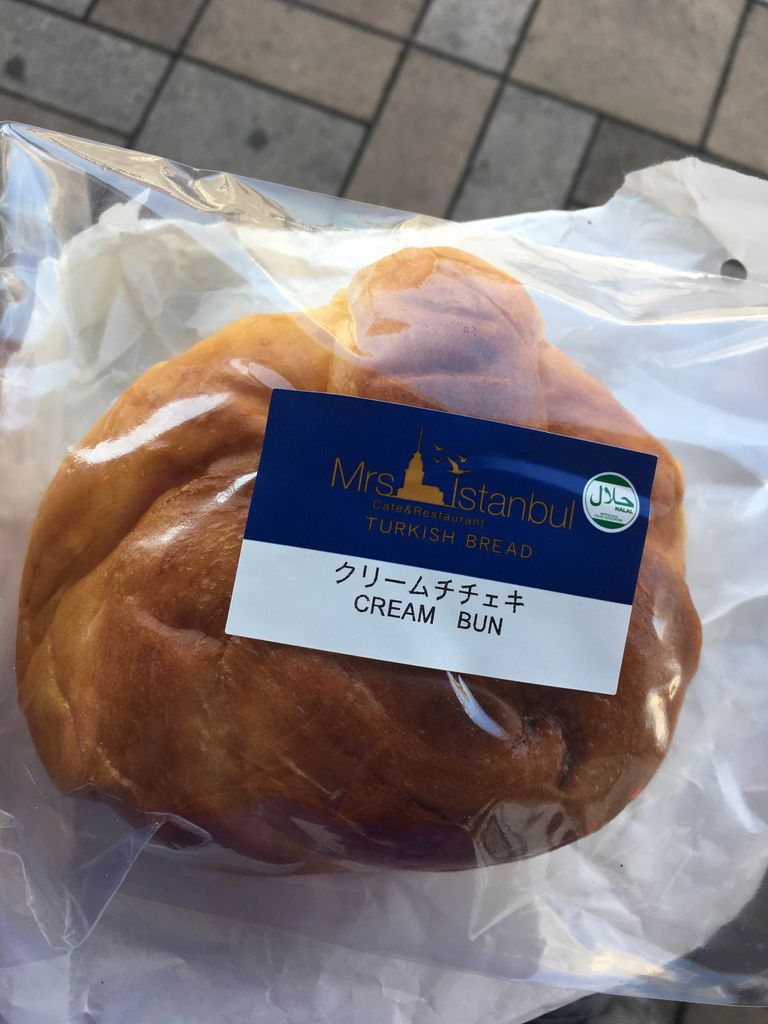 Mrs Istanbul
Cafe&Restaurant
TURKISH BREAD
حلال
HALAL
クリームチチェキ
CREAM BUN